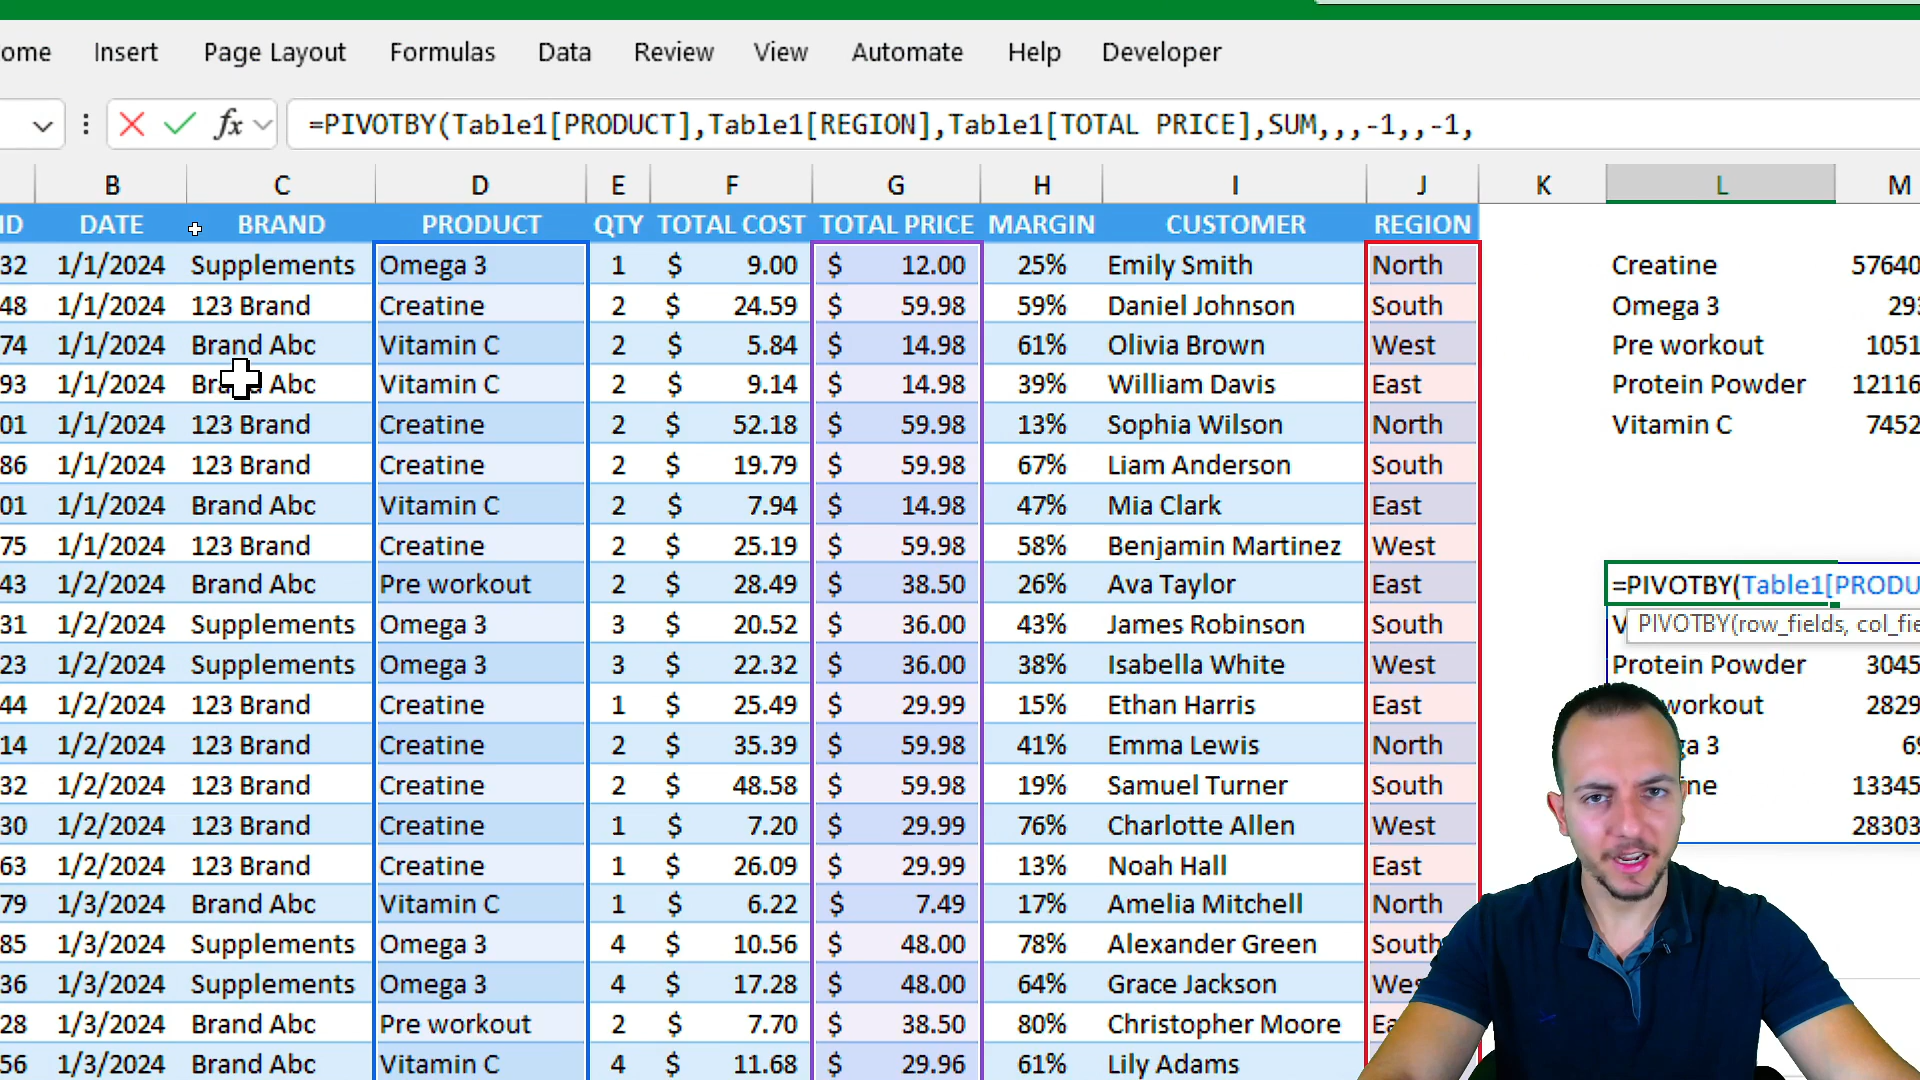 ome Insert Page Layout Formulas Data Review View Automate Help Developer
fx =PIVOTBY(Table1[PRODUCT],Table1[REGION],Table1[TOTAL PRICE],SUM,,,-1,,-1,
B C D E F G H I J K L M
ID DATE BRAND PRODUCT QTY TOTAL COST TOTAL PRICE MARGIN CUSTOMER REGION
32 1/1/2024 Supplements Omega 3 1 $ 9.00 $ 12.00 25% Emily Smith North Creatine 57640
48 1/1/2024 123 Brand Creatine 2 $ 24.59 $ 59.98 59% Daniel Johnson South Omega 3 293
74 1/1/2024 Brand Abc Vitamin C 2 $ 5.84 $ 14.98 61% Olivia Brown West Pre workout 1051
93 1/1/2024 Brand Abc Vitamin C 2 $ 9.14 $ 14.98 39% William Davis East Protein Powder 12116
01 1/1/2024 123 Brand Creatine 2 $ 52.18 $ 59.98 13% Sophia Wilson North Vitamin C 7452
86 1/1/2024 123 Brand Creatine 2 $ 19.79 $ 59.98 67% Liam Anderson South
01 1/1/2024 Brand Abc Vitamin C 2 $ 7.94 $ 14.98 47% Mia Clark East
75 1/1/2024 123 Brand Creatine 2 $ 25.19 $ 59.98 58% Benjamin Martinez West
43 1/2/2024 Brand Abc Pre workout 2 $ 28.49 $ 38.50 26% Ava Taylor East =PIVOTBY(Table1[PRODU
31 1/2/2024 Supplements Omega 3 3 $ 20.52 $ 36.00 43% James Robinson South V PIVOTBY(row_fields, col_fie
23 1/2/2024 Supplements Omega 3 3 $ 22.32 $ 36.00 38% Isabella White West Protein Powder 3045
44 1/2/2024 123 Brand Creatine 1 $ 25.49 $ 29.99 15% Ethan Harris East workout 2829
14 1/2/2024 123 Brand Creatine 2 $ 35.39 $ 59.98 41% Emma Lewis North ga 3 69
32 1/2/2024 123 Brand Creatine 2 $ 48.58 $ 59.98 19% Samuel Turner South ne 13345
30 1/2/2024 123 Brand Creatine 1 $ 7.20 $ 29.99 76% Charlotte Allen West 28303
63 1/2/2024 123 Brand Creatine 1 $ 26.09 $ 29.99 13% Noah Hall East
79 1/3/2024 Brand Abc Vitamin C 1 $ 6.22 $ 7.49 17% Amelia Mitchell North
85 1/3/2024 Supplements Omega 3 4 $ 10.56 $ 48.00 78% Alexander Green South
36 1/3/2024 Supplements Omega 3 4 $ 17.28 $ 48.00 64% Grace Jackson Wes
28 1/3/2024 Brand Abc Pre workout 2 $ 7.70 $ 38.50 80% Christopher Moore Ea
56 1/3/2024 Brand Abc Vitamin C 4 $ 11.68 $ 29.96 61% Lily Adams